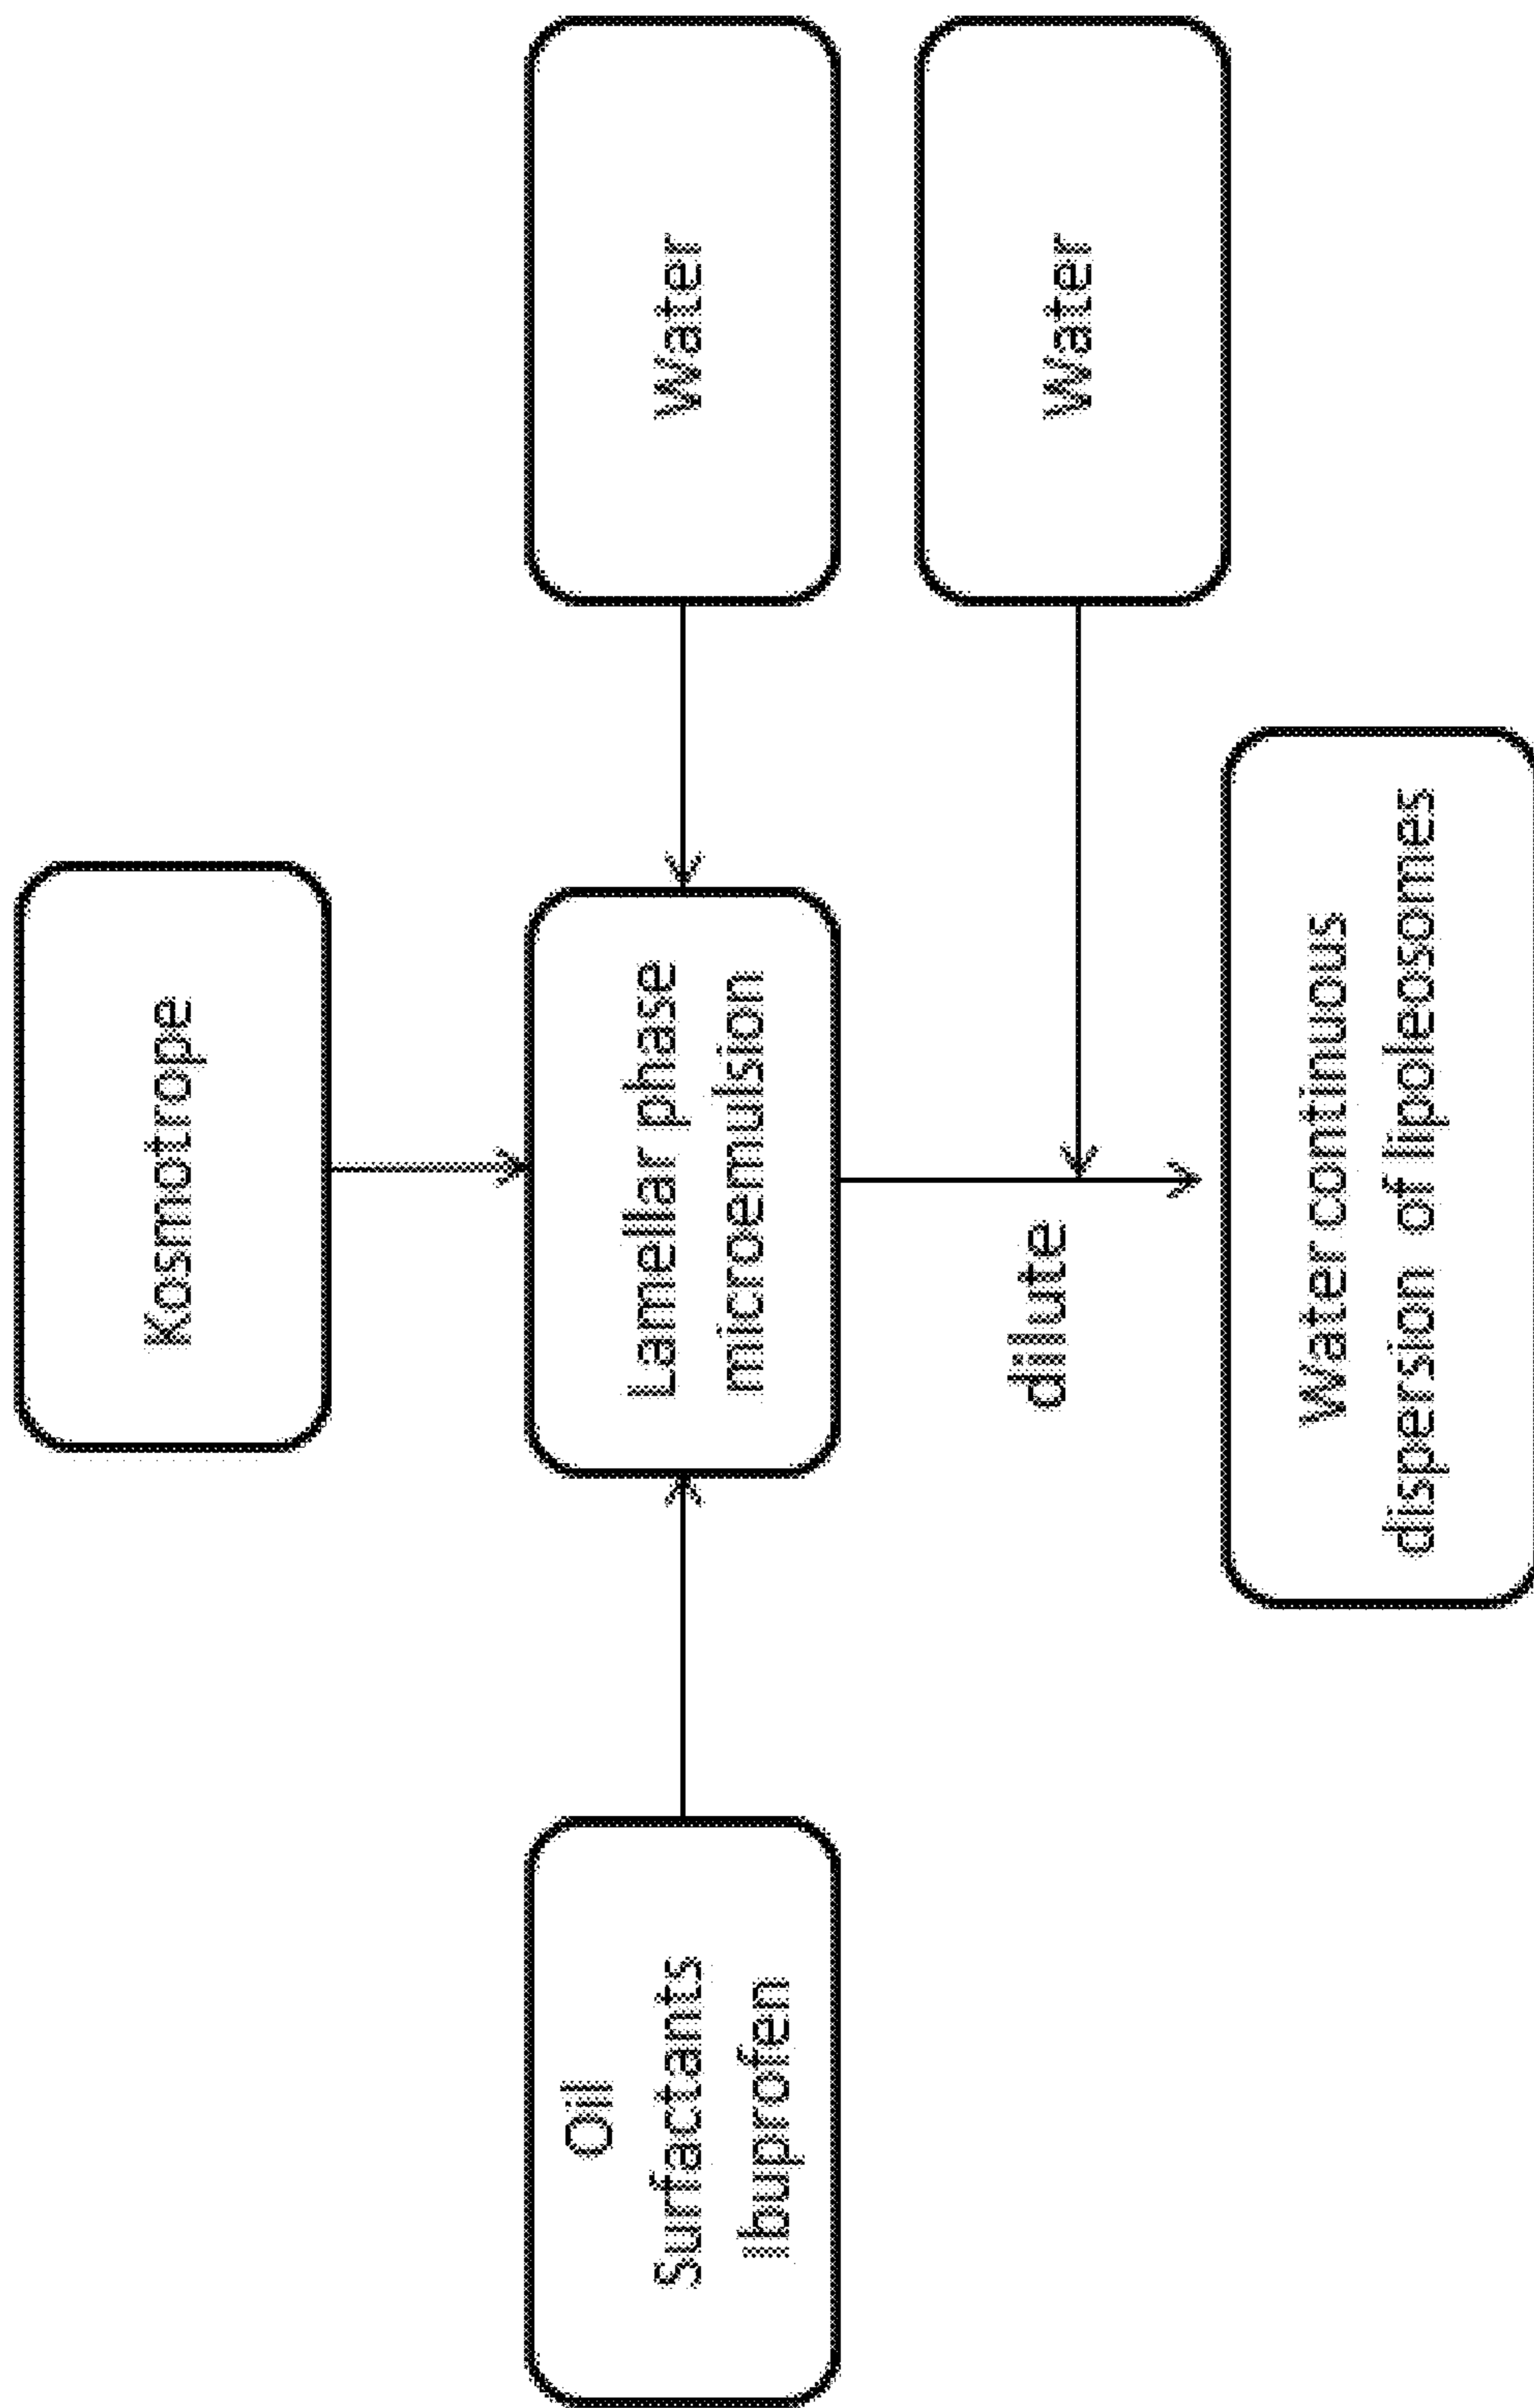 Kosmotrope
Oil
Surfactants
Ibuprofen
Lamellar phase
microemulsion
Water
dilute
Water
Water continuous
dispersion of lipoleosomes